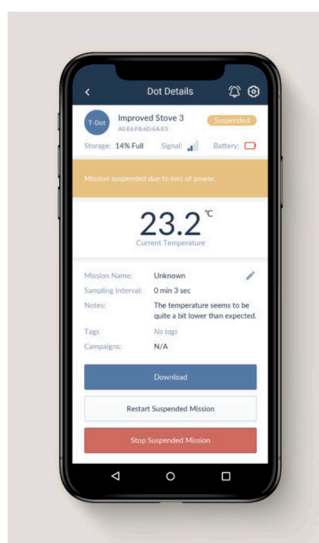 Dot Details
T-Dot
Improved Stove 3
Suspended
Storage: 14% Full Signal: Battery:
Mission suspended due to loss of power.
23.2 °C
Current Temperature
Mission Name: Unknown
Sampling Interval: 0 min 3 sec
Notes: The temperature seems to be
quite a bit lower than expected.
Tags No tags
Campaigns: N/A
Download
Restart Suspended Mission
Stop Suspended Mission